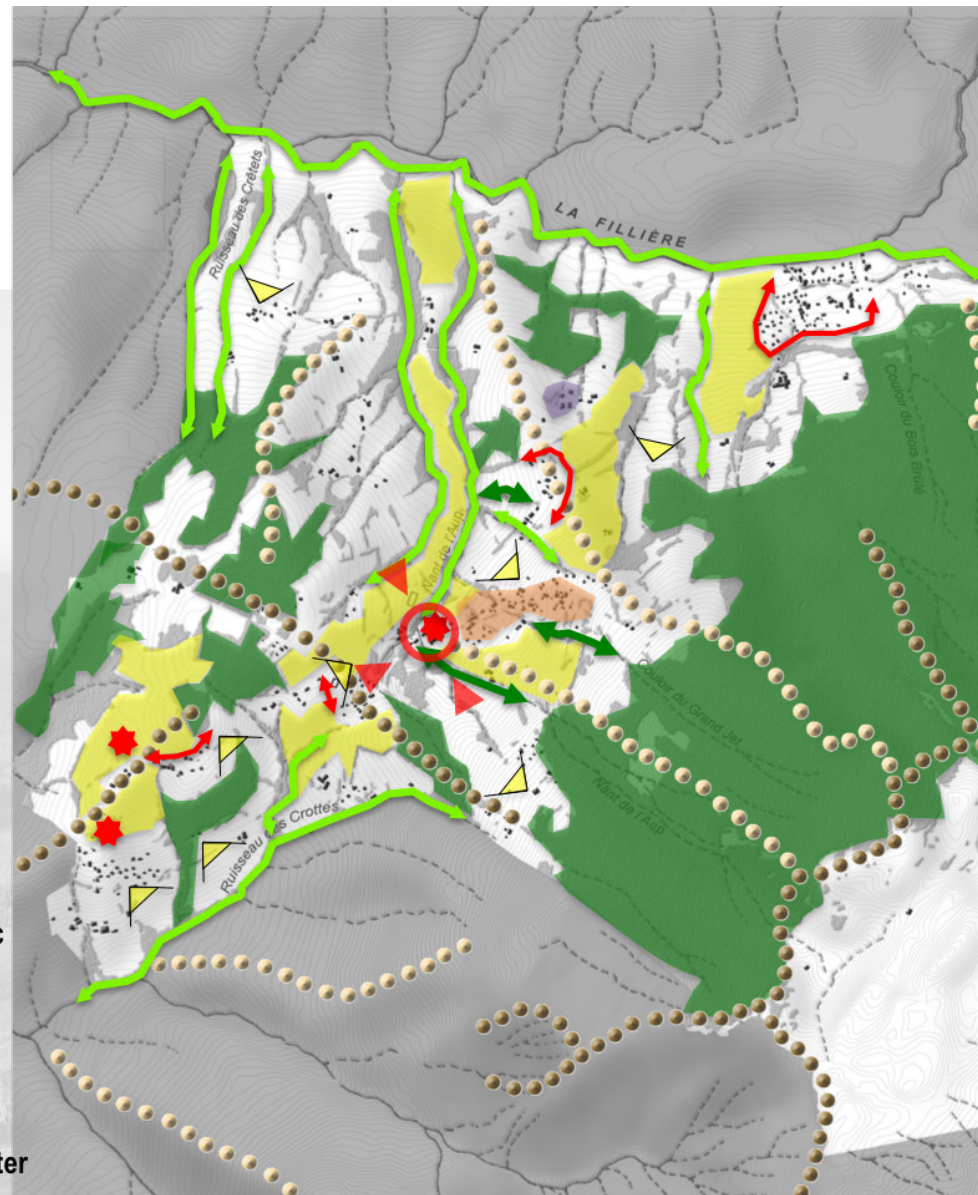 LA FILLIÈRE
Ruisseau des Crêtets
Couloir du Bois Brûlé
Nant de l'Aup
Couloir du Grand Jet
Nant de l'Aup
Ruisseau des Crottes
c
ter